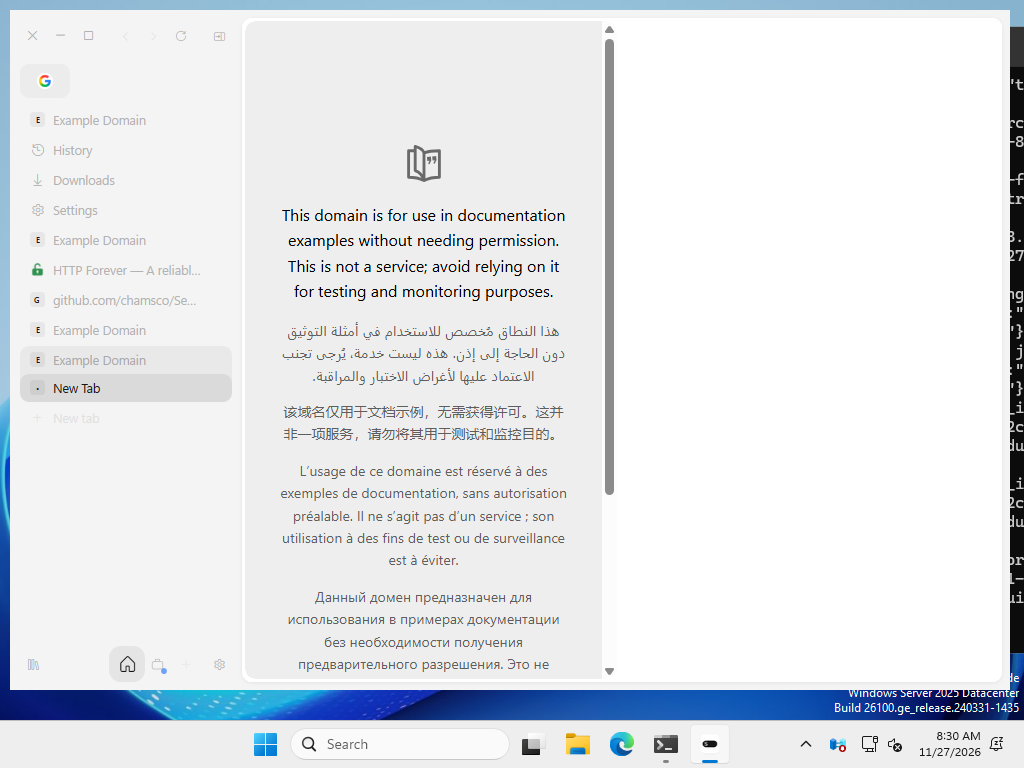 Example Domain
History
Downloads
Settings
Example Domain
HTTP Forever — A reliabl...
github.com/chamsco/Se...
Example Domain
Example Domain
New Tab
New tab
This domain is for use in documentation
examples without needing permission.
This is not a service; avoid relying on it
for testing and monitoring purposes.
هذا النطاق مُخصص للاستخدام في أمثلة التوثيق
دون الحاجة إلى إذن. هذه ليست خدمة، يُرجى تجنب
الاعتماد عليها لأغراض الاختبار والمراقبة.
该域名仅用于文档示例，无需获得许可。这并
非一项服务，请勿将其用于测试和监控目的。
L’usage de ce domaine est réservé à des
exemples de documentation, sans autorisation
préalable. Il ne s’agit pas d’un service ; son
utilisation à des fins de test ou de surveillance
est à éviter.
Данный домен предназначен для
использования в примерах документации
без необходимости получения
предварительного разрешения. Это не
Windows Server 2025 Datacenter
Build 26100.ge_release.240331-1435
Search
8:30 AM
11/27/2026